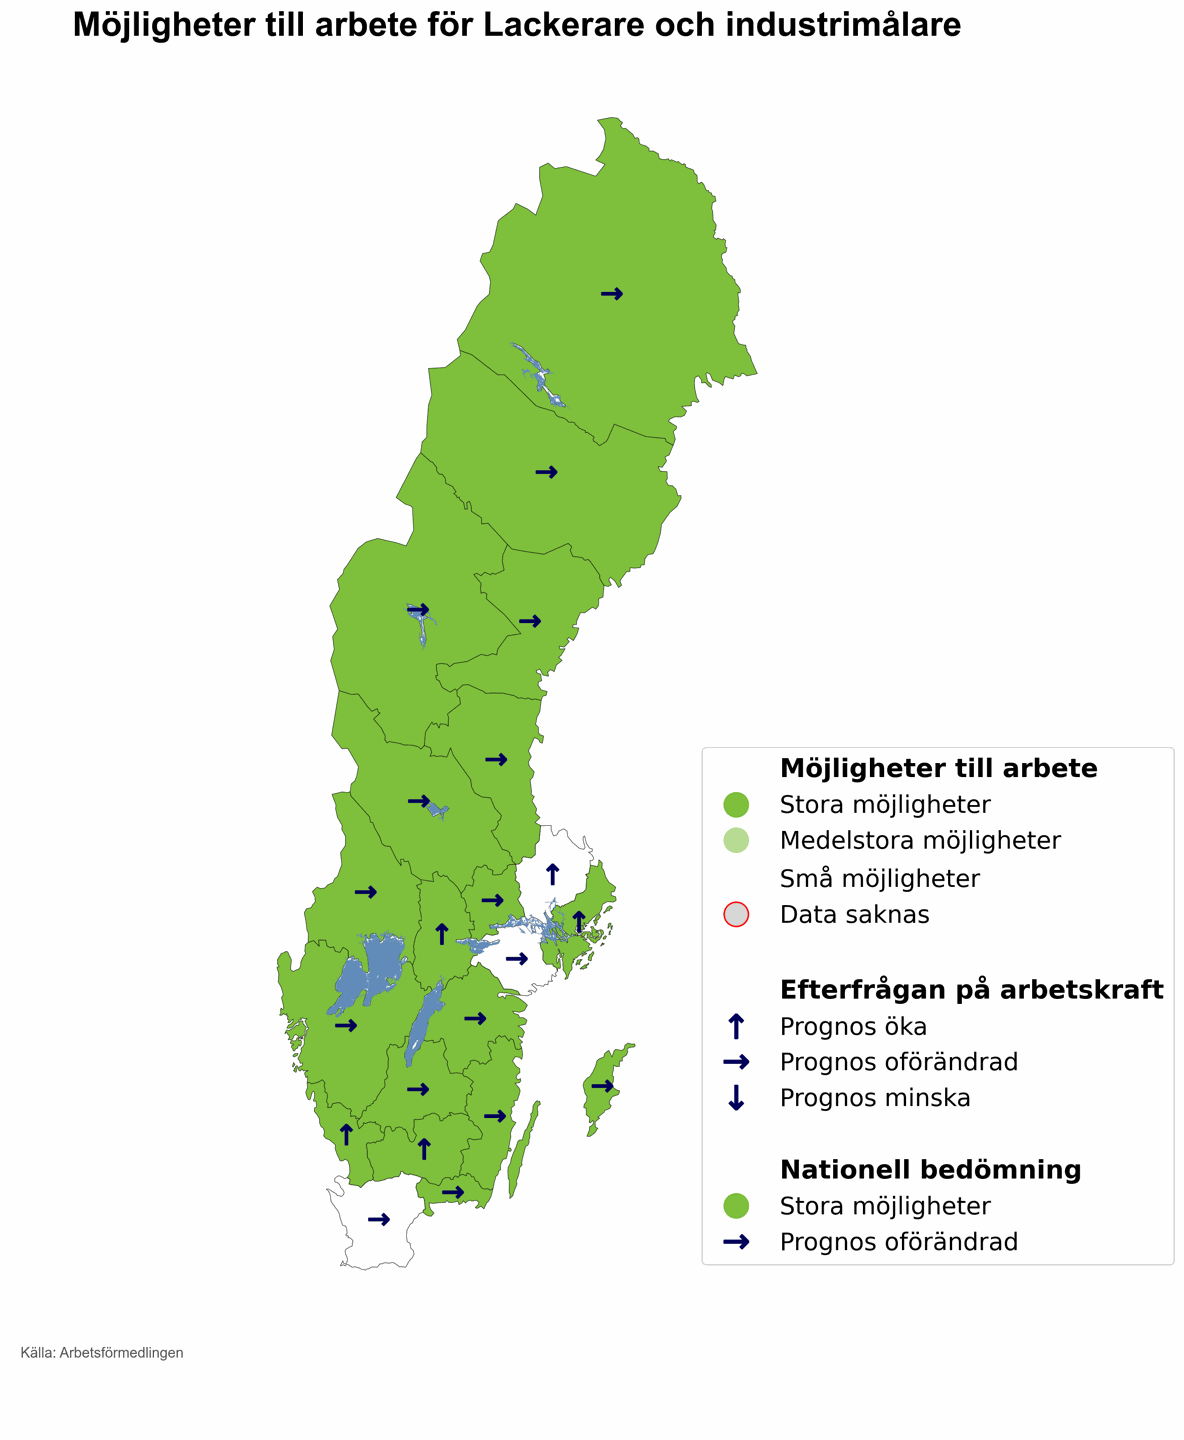 Möjligheter till arbete för Lackerare och industrimålare
Möjligheter till arbete
Stora möjligheter
Medelstora möjligheter
Små möjligheter
Data saknas
Efterfrågan på arbetskraft
Prognos öka
Prognos oförändrad
Prognos minska
Nationell bedömning
Stora möjligheter
Prognos oförändrad
Källa: Arbetsförmedlingen